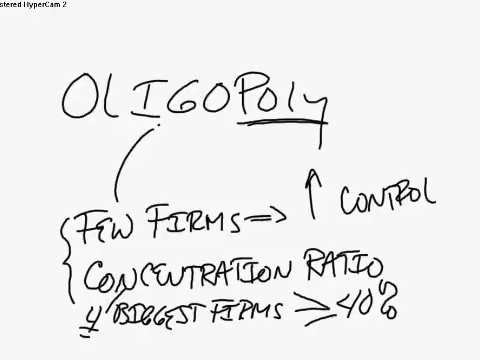 stered HyperCam 2
OLIGOPOLY
FEW FIRMS => ↑ CONTROL
CONCENTRATION RATIO
4 BIGGEST FIRMS ≥ 40%